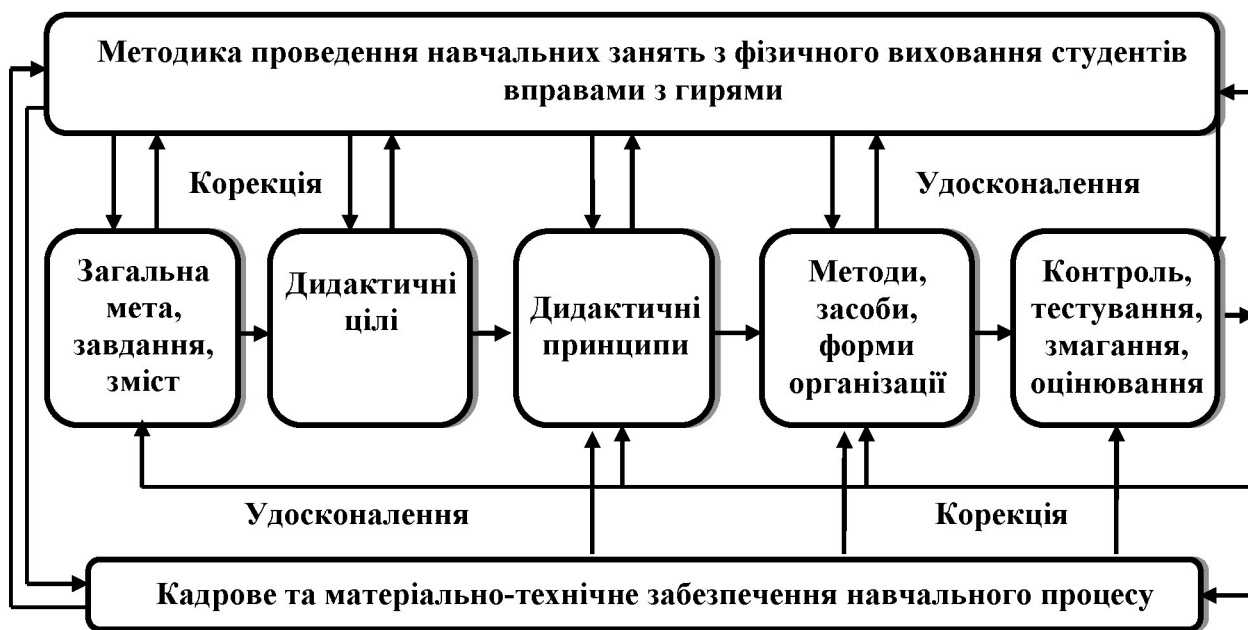 Методика проведення навчальних занять з фізичного виховання студентів
вправами з гирями
Корекція
Удосконалення
Загальна
мета,
завдання,
зміст
Дидактичні
цілі
Дидактичні
принципи
Методи,
засоби,
форми
організації
Контроль,
тестування,
змагання,
оцінювання
Удосконалення
Корекція
Кадрове та матеріально-технічне забезпечення навчального процесу